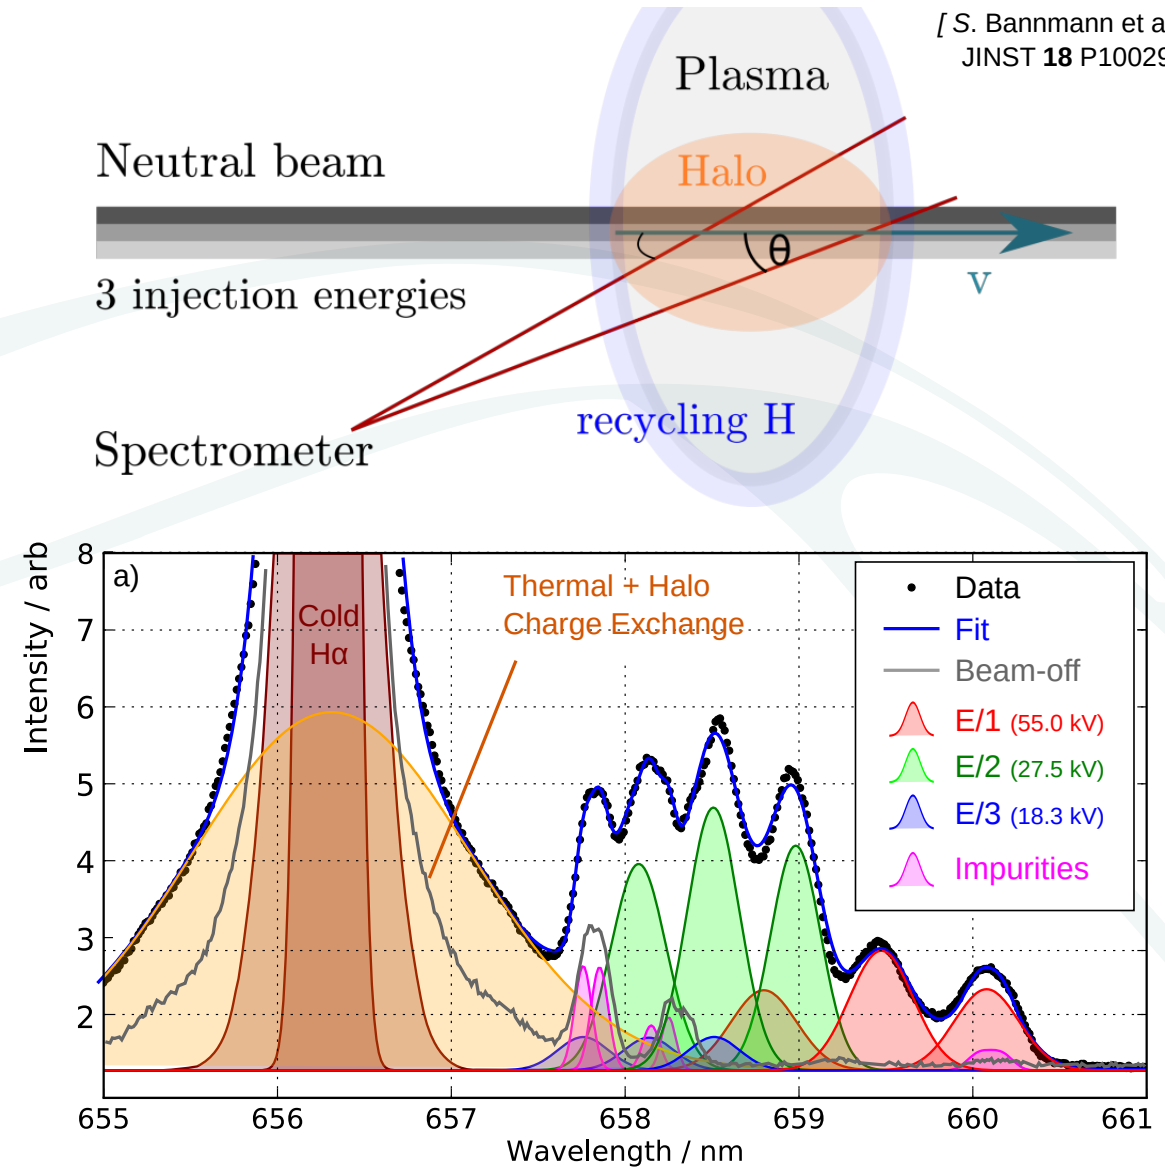 [ S. Bannmann et a
JINST 18 P10029
Plasma
Neutral beam
Halo
θ
v
3 injection energies
recycling H
Spectrometer
a)
Intensity / arb
8
7
6
5
4
3
2
Cold
Hα
Thermal + Halo
Charge Exchange
Data
Fit
Beam-off
E/1 (55.0 kV)
E/2 (27.5 kV)
E/3 (18.3 kV)
Impurities
655 656 657 658 659 660 661
Wavelength / nm